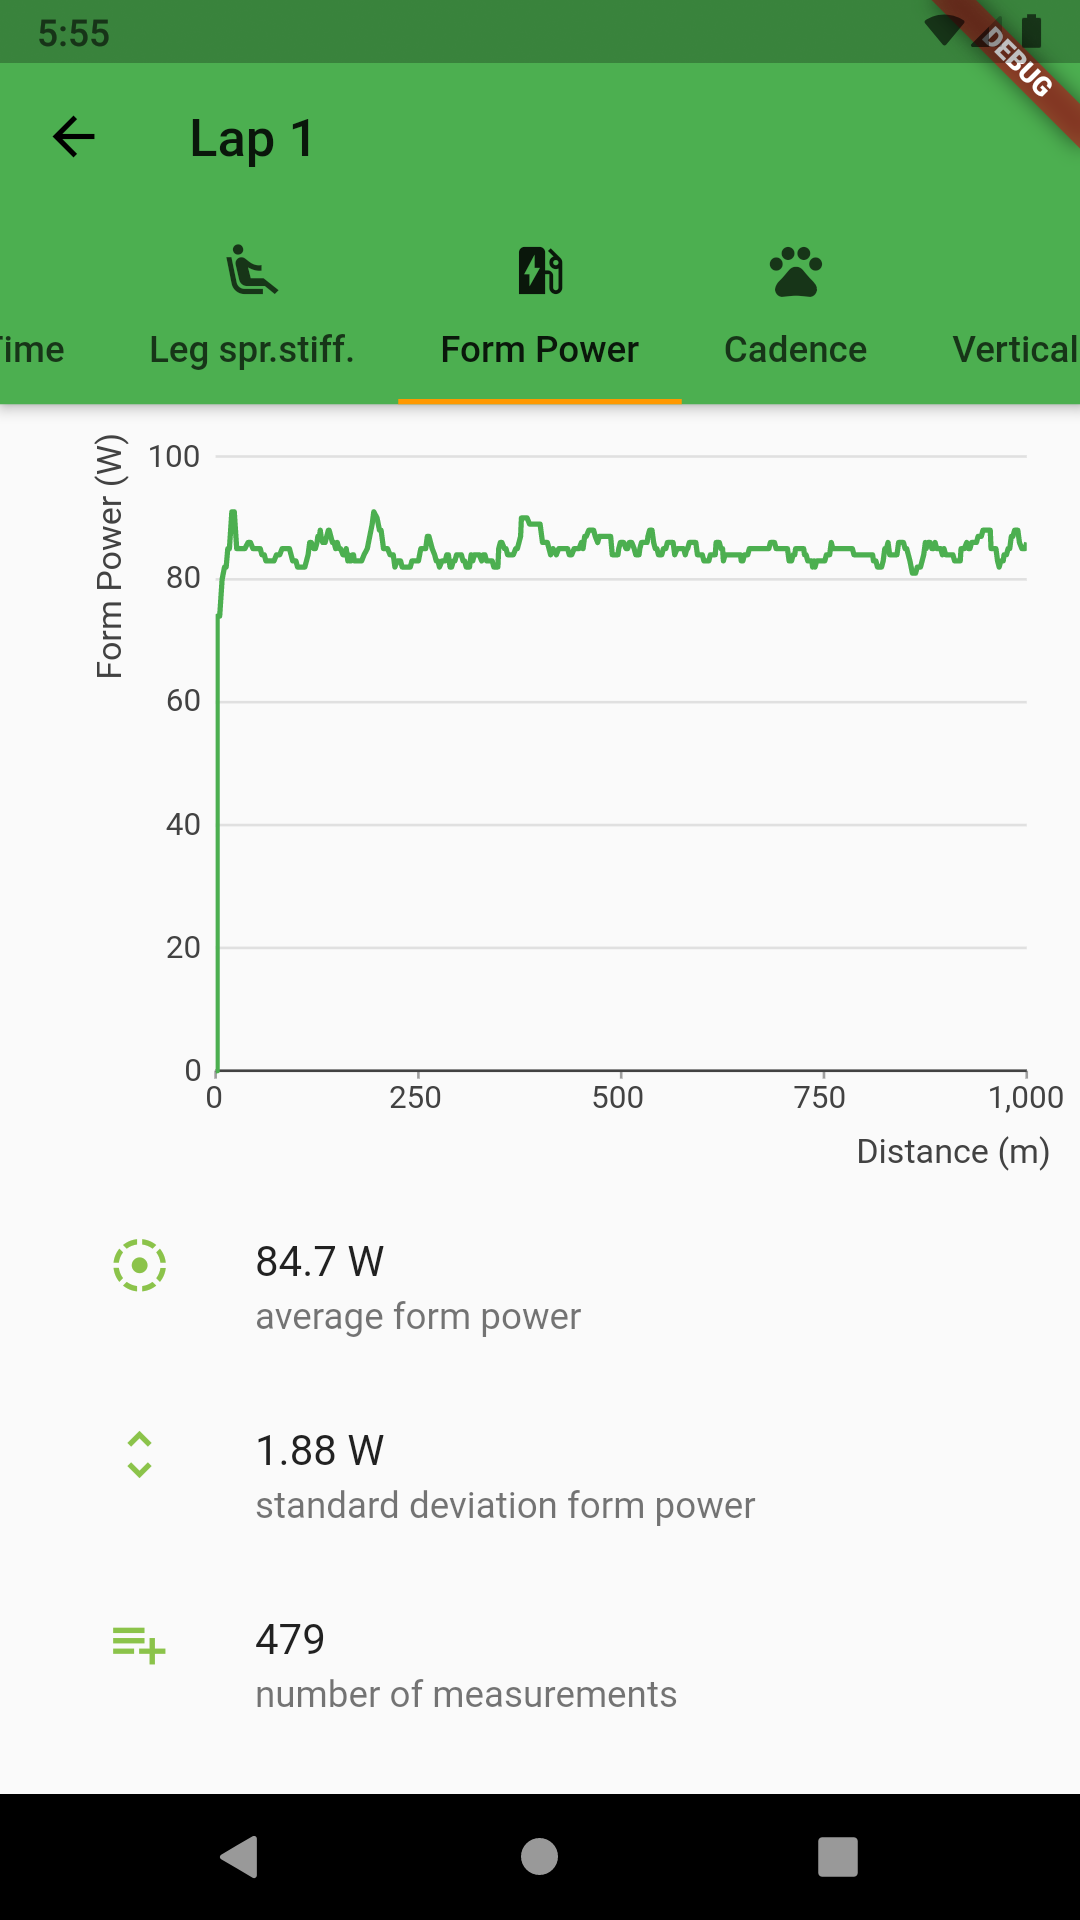 5:55
DEBUG
Lap 1
ime
Leg spr.stiff.
Form Power
Cadence
Vertical
Form Power (W)
100
80
60
40
20
0
0 250 500 750 1,000
Distance (m)
84.7 W
average form power
1.88 W
standard deviation form power
479
number of measurements